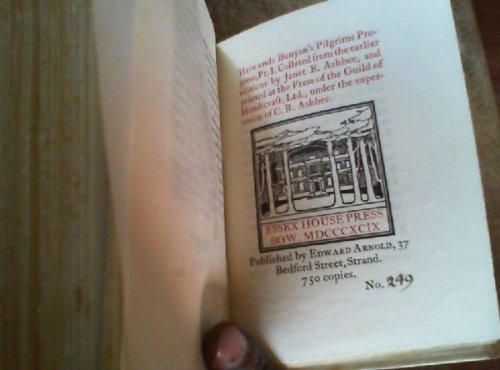 Here ends Bunyan's Pilgrims Pro-
gress, Pt. I. Collated from the earlier
editions by Janet E. Ashbee, and
printed at the Press of the Guild of
Handicraft, Ltd., under the super-
vision of C. R. Ashbee.
ESSEX HOUSE PRESS
BOW, MDCCCXCIX
Published by EDWARD ARNOLD, 37
Bedford Street, Strand.
750 copies.
No. 249